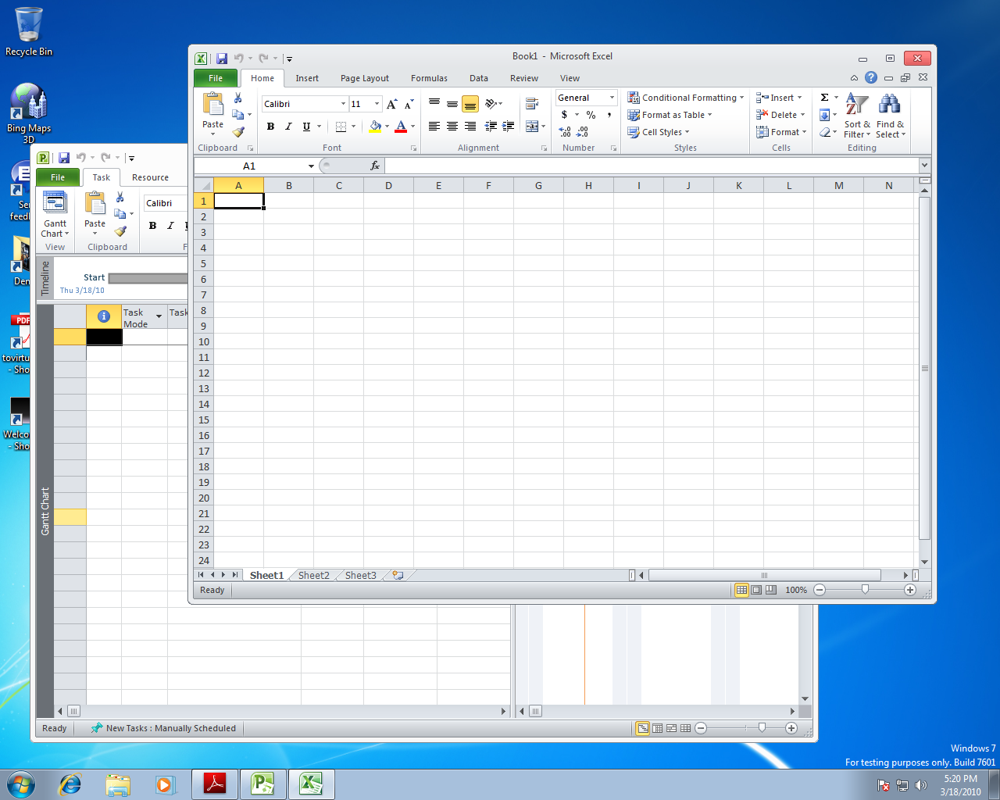 Recycle Bin
Bing Maps
3D
Book1 - Microsoft Excel
File Home Insert Page Layout Formulas Data Review View
Calibri 11 General
Conditional Formatting
Format as Table
Cell Styles
Insert
Delete
Format
Paste
Sort &
Filter
Find &
Select
Clipboard Font Alignment Number Styles Cells Editing
A1 fx
A B C D E F G H I J K L M N
1
2
3
4
5
6
7
8
9
10
11
12
13
14
15
16
17
18
19
20
21
22
23
24
Sheet1 Sheet2 Sheet3
Ready 100%
File Task Resource
Calibri
Gantt
Chart
Paste
B I
View Clipboard
Timeline
Start
Thu 3/18/10
Task
Mode
Task
Gantt Chart
Ready New Tasks : Manually Scheduled
PDF
tovirtu
- Sho
Welco
- Sho
Windows 7
For testing purposes only. Build 7601
5:20 PM
3/18/2010